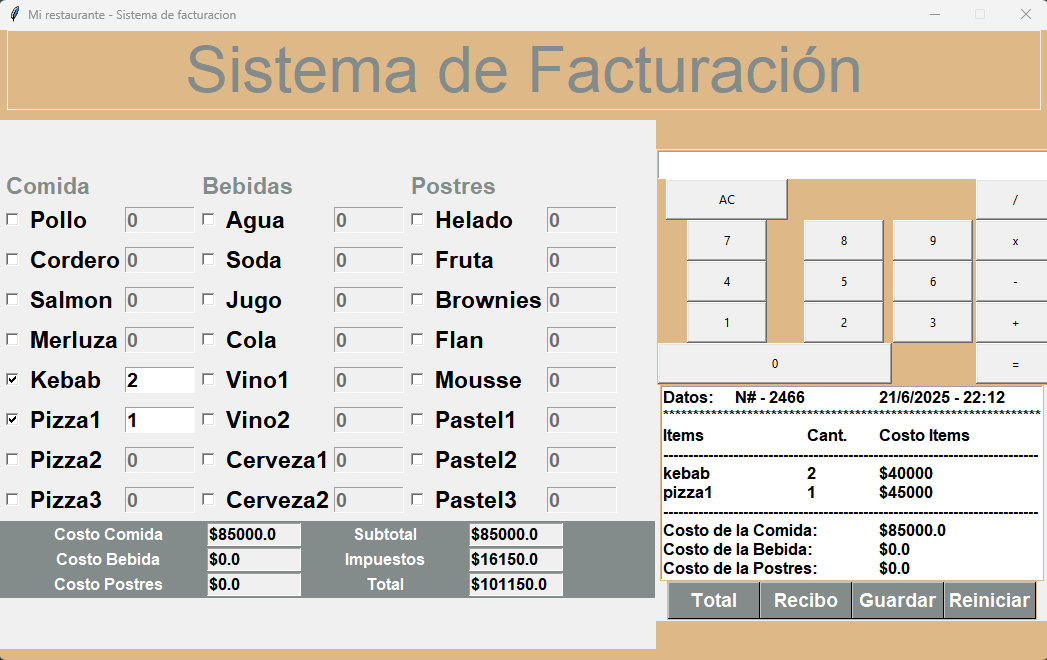 Mi restaurante - Sistema de facturacion
Sistema de Facturación
Comida Bebidas Postres
Pollo 0 Agua 0 Helado 0
Cordero 0 Soda 0 Fruta 0
Salmon 0 Jugo 0 Brownies 0
Merluza 0 Cola 0 Flan 0
Kebab 2 Vino1 0 Mousse 0
Pizza1 1 Vino2 0 Pastel1 0
Pizza2 0 Cerveza1 0 Pastel2 0
Pizza3 0 Cerveza2 0 Pastel3 0
Costo Comida $85000.0 Subtotal $85000.0
Costo Bebida $0.0 Impuestos $16150.0
Costo Postres $0.0 Total $101150.0
AC /
7 8 9 x
4 5 6 -
1 2 3 +
0 =
Datos: N# - 2466 21/6/2025 - 22:12
***********************************************************************
Items Cant. Costo Items
-----------------------------------------------------------------------------------
kebab 2 $40000
pizza1 1 $45000
-----------------------------------------------------------------------------------
Costo de la Comida: $85000.0
Costo de la Bebida: $0.0
Costo de la Postres: $0.0
Total Recibo Guardar Reiniciar